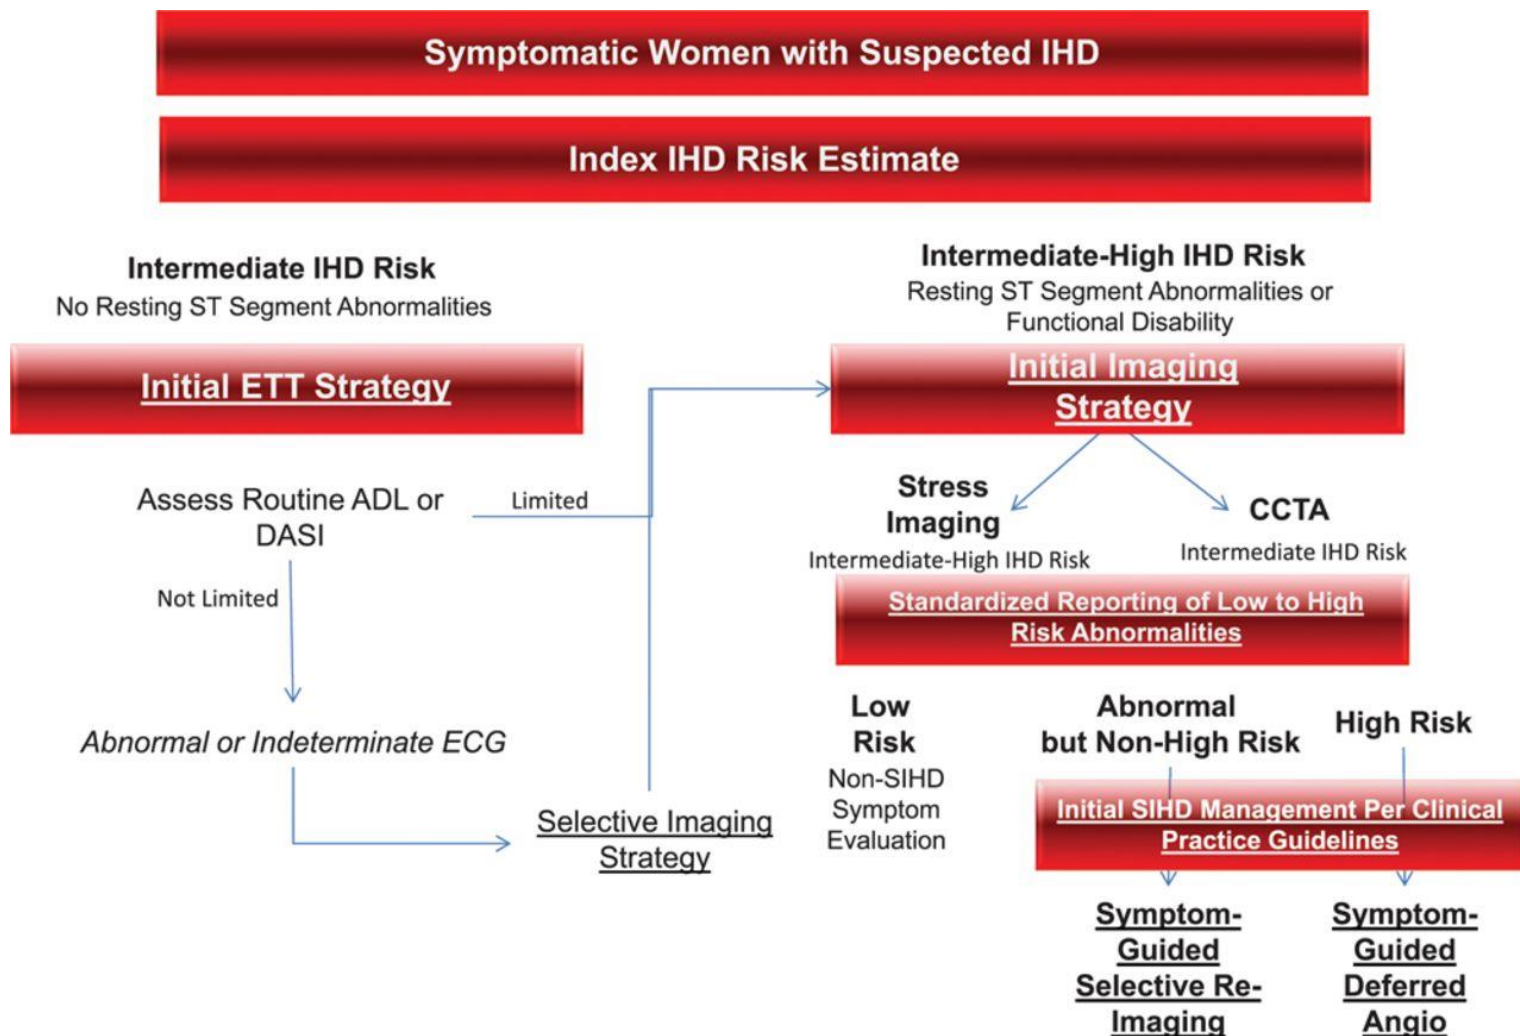 Symptomatic Women with Suspected IHD
Index IHD Risk Estimate
Intermediate IHD Risk
No Resting ST Segment Abnormalities
Initial ETT Strategy
Assess Routine ADL or
DASI
Limited
Not Limited
Abnormal or Indeterminate ECG
Selective Imaging
Strategy
Intermediate-High IHD Risk
Resting ST Segment Abnormalities or
Functional Disability
Initial Imaging
Strategy
Stress
Imaging
Intermediate-High IHD Risk
CCTA
Intermediate IHD Risk
Standardized Reporting of Low to High
Risk Abnormalities
Low
Risk
Non-SIHD
Symptom
Evaluation
Abnormal
but Non-High Risk
High Risk
Initial SIHD Management Per Clinical
Practice Guidelines
Symptom-
Guided
Selective Re-
Imaging
Symptom-
Guided
Deferred
Angio